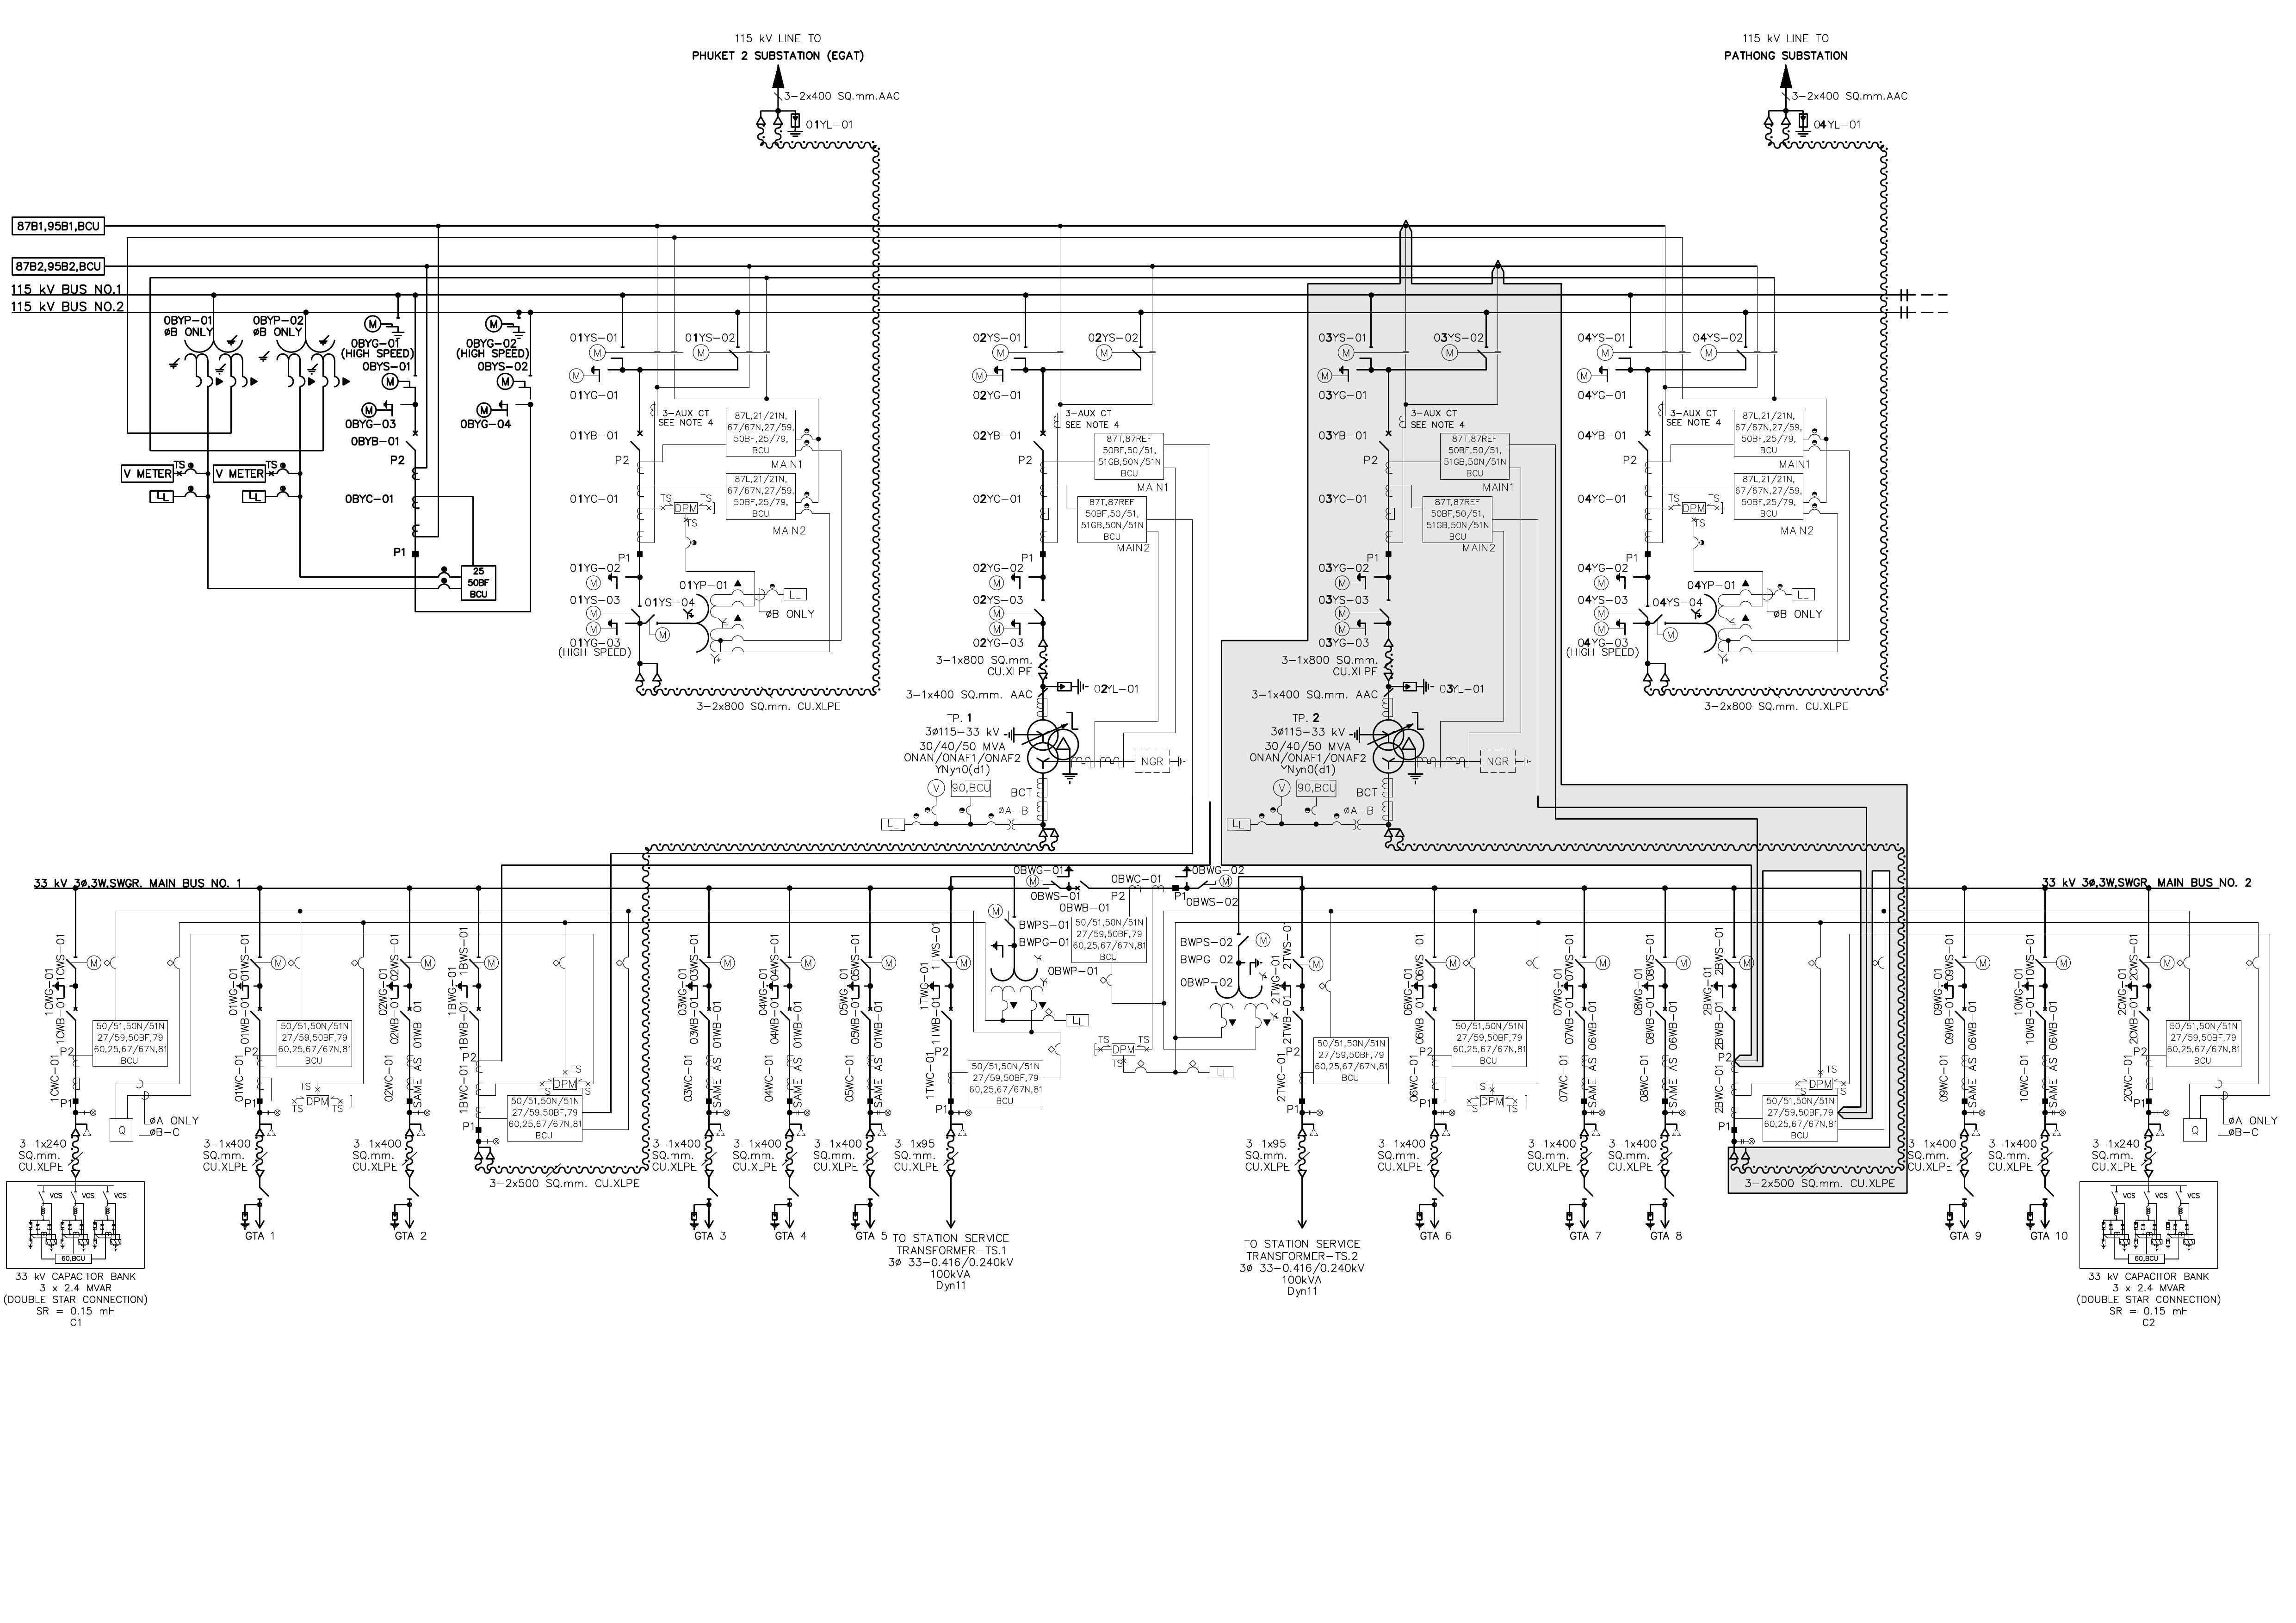 115 kV LINE TO
PHUKET 2 SUBSTATION (EGAT)
3-2x400 SQ.mm.AAC
01YL-01
115 kV LINE TO
PATHONG SUBSTATION
3-2x400 SQ.mm.AAC
04YL-01
87B1,95B1,BCU
87B2,95B2,BCU
115 kV BUS NO.1
115 kV BUS NO.2
0BYP-01
øB ONLY
0BYP-02
øB ONLY
M
0BYG-01
(HIGH SPEED)
0BYS-01
M
M
0BYG-03
0BYB-01
P2
0BYC-01
P1
M
0BYG-02
(HIGH SPEED)
0BYS-02
M
M
0BYG-04
V METER
TS
LL
V METER
TS
LL
25
50BF
BCU
01YS-01
M
01YS-02
M
M
01YG-01
3-AUX CT
SEE NOTE 4
01YB-01
P2
87L,21/21N,
67/67N,27/59,
50BF,25/79,
BCU
MAIN1
87L,21/21N,
67/67N,27/59,
50BF,25/79,
BCU
MAIN2
01YC-01
TS
DPM
TS
TS
P1
01YG-02
M
01YS-03
M
M
01YG-03
(HIGH SPEED)
01YS-04
M
01YP-01
LL
øB ONLY
3-2x800 SQ.mm. CU.XLPE
02YS-01
M
02YS-02
M
M
02YG-01
3-AUX CT
SEE NOTE 4
02YB-01
P2
87T,87REF
50BF,50/51,
51GB,50N/51N
BCU
MAIN1
02YC-01
87T,87REF
50BF,50/51,
51GB,50N/51N
BCU
MAIN2
P1
02YG-02
M
02YS-03
M
M
02YG-03
3-1x800 SQ.mm.
CU.XLPE
3-1x400 SQ.mm. AAC
02YL-01
TP. 1
3ø115-33 kV
30/40/50 MVA
ONAN/ONAF1/ONAF2
YNyn0(d1)
NGR
V
90,BCU
BCT
øA-B
LL
03YS-01
M
03YS-02
M
M
03YG-01
3-AUX CT
SEE NOTE 4
03YB-01
P2
87T,87REF
50BF,50/51,
51GB,50N/51N
BCU
MAIN1
03YC-01
87T,87REF
50BF,50/51,
51GB,50N/51N
BCU
MAIN2
P1
03YG-02
M
03YS-03
M
M
03YG-03
3-1x800 SQ.mm.
CU.XLPE
3-1x400 SQ.mm. AAC
03YL-01
TP. 2
3ø115-33 kV
30/40/50 MVA
ONAN/ONAF1/ONAF2
YNyn0(d1)
NGR
V
90,BCU
BCT
øA-B
LL
04YS-01
M
04YS-02
M
M
04YG-01
3-AUX CT
SEE NOTE 4
04YB-01
P2
87L,21/21N,
67/67N,27/59,
50BF,25/79,
BCU
MAIN1
87L,21/21N,
67/67N,27/59,
50BF,25/79,
BCU
MAIN2
04YC-01
TS
DPM
TS
TS
P1
04YG-02
M
04YS-03
M
M
04YG-03
(HIGH SPEED)
04YS-04
M
04YP-01
LL
øB ONLY
3-2x800 SQ.mm. CU.XLPE
33 kV 3ø,3W,SWGR. MAIN BUS NO. 1
0BWG-01
M
0BWS-01
0BWB-01
0BWC-01
P2
P1
0BWG-02
M
0BWS-02
33 kV 3ø,3W,SWGR. MAIN BUS NO. 2
1CWS-01
M
1CWG-01
1CWB-01
P2
1CWC-01
P1
50/51,50N/51N
27/59,50BF,79
60,25,67/67N,81
BCU
Q
øA ONLY
øB-C
3-1x240
SQ.mm.
CU.XLPE
VCS
VCS
VCS
60,BCU
33 kV CAPACITOR BANK
3 x 2.4 MVAR
(DOUBLE STAR CONNECTION)
SR = 0.15 mH
C1
01WS-01
M
01WG-01
01WB-01
P2
01WC-01
P1
50/51,50N/51N
27/59,50BF,79
60,25,67/67N,81
BCU
TS
DPM
TS
TS
3-1x400
SQ.mm.
CU.XLPE
GTA 1
02WS-01
M
02WG-01
02WB-01
02WC-01
SAME AS 01WB-01
3-1x400
SQ.mm.
CU.XLPE
GTA 2
1BWS-01
1BWG-01
1BWB-01
P2
1BWC-01
P1
TS
TS
DPM
TS
50/51,50N/51N
27/59,50BF,79
60,25,67/67N,81
BCU
3-2x500 SQ.mm. CU.XLPE
03WS-01
M
03WG-01
03WB-01
03WC-01
SAME AS 01WB-01
3-1x400
SQ.mm.
CU.XLPE
GTA 3
04WS-01
M
04WG-01
04WB-01
04WC-01
SAME AS 01WB-01
3-1x400
SQ.mm.
CU.XLPE
GTA 4
05WS-01
M
05WG-01
05WB-01
05WC-01
SAME AS 01WB-01
3-1x400
SQ.mm.
CU.XLPE
GTA 5
1TWS-01
M
1TWG-01
1TWB-01
P2
1TWC-01
P1
50/51,50N/51N
27/59,50BF,79
60,25,67/67N,81
BCU
3-1x95
SQ.mm.
CU.XLPE
TO STATION SERVICE
TRANSFORMER-TS.1
3ø 33-0.416/0.240kV
100kVA
Dyn11
M
BWPS-01
BWPG-01
0BWP-01
LL
50/51,50N/51N
27/59,50BF
60,25,67/67N
BCU
TS
DPM
TS
LL
BWPS-02
M
BWPG-02
0BWP-02
2TWS-01
M
2TWG-01
2TWB-01
P2
2TWC-01
P1
50/51,50N/51N
27/59,50BF,79
60,25,67/67N,81
BCU
3-1x95
SQ.mm.
CU.XLPE
TO STATION SERVICE
TRANSFORMER-TS.2
3ø 33-0.416/0.240kV
100kVA
Dyn11
06WS-01
M
06WG-01
06WB-01
P2
06WC-01
P1
50/51,50N/51N
27/59,50BF,79
60,25,67/67N,81
BCU
TS
DPM
TS
TS
3-1x400
SQ.mm.
CU.XLPE
GTA 6
07WS-01
M
07WG-01
07WB-01
07WC-01
SAME AS 06WB-01
3-1x400
SQ.mm.
CU.XLPE
GTA 7
08WS-01
M
08WG-01
08WB-01
08WC-01
SAME AS 06WB-01
3-1x400
SQ.mm.
CU.XLPE
GTA 8
2BWS-01
M
2BWG-01
2BWB-01
P2
2BWC-01
P1
TS
TS
DPM
TS
50/51,50N/51N
27/59,50BF,79
60,25,67/67N,81
BCU
3-2x500 SQ.mm. CU.XLPE
09WS-01
M
09WG-01
09WB-01
09WC-01
SAME AS 06WB-01
3-1x400
SQ.mm.
CU.XLPE
GTA 9
10WS-01
M
10WG-01
10WB-01
10WC-01
SAME AS 06WB-01
3-1x400
SQ.mm.
CU.XLPE
GTA 10
2CWS-01
M
2CWG-01
2CWB-01
P2
2CWC-01
P1
50/51,50N/51N
27/59,50BF,79
60,25,67/67N,81
BCU
Q
øA ONLY
øB-C
3-1x240
SQ.mm.
CU.XLPE
VCS
VCS
VCS
60,BCU
33 kV CAPACITOR BANK
3 x 2.4 MVAR
(DOUBLE STAR CONNECTION)
SR = 0.15 mH
C2